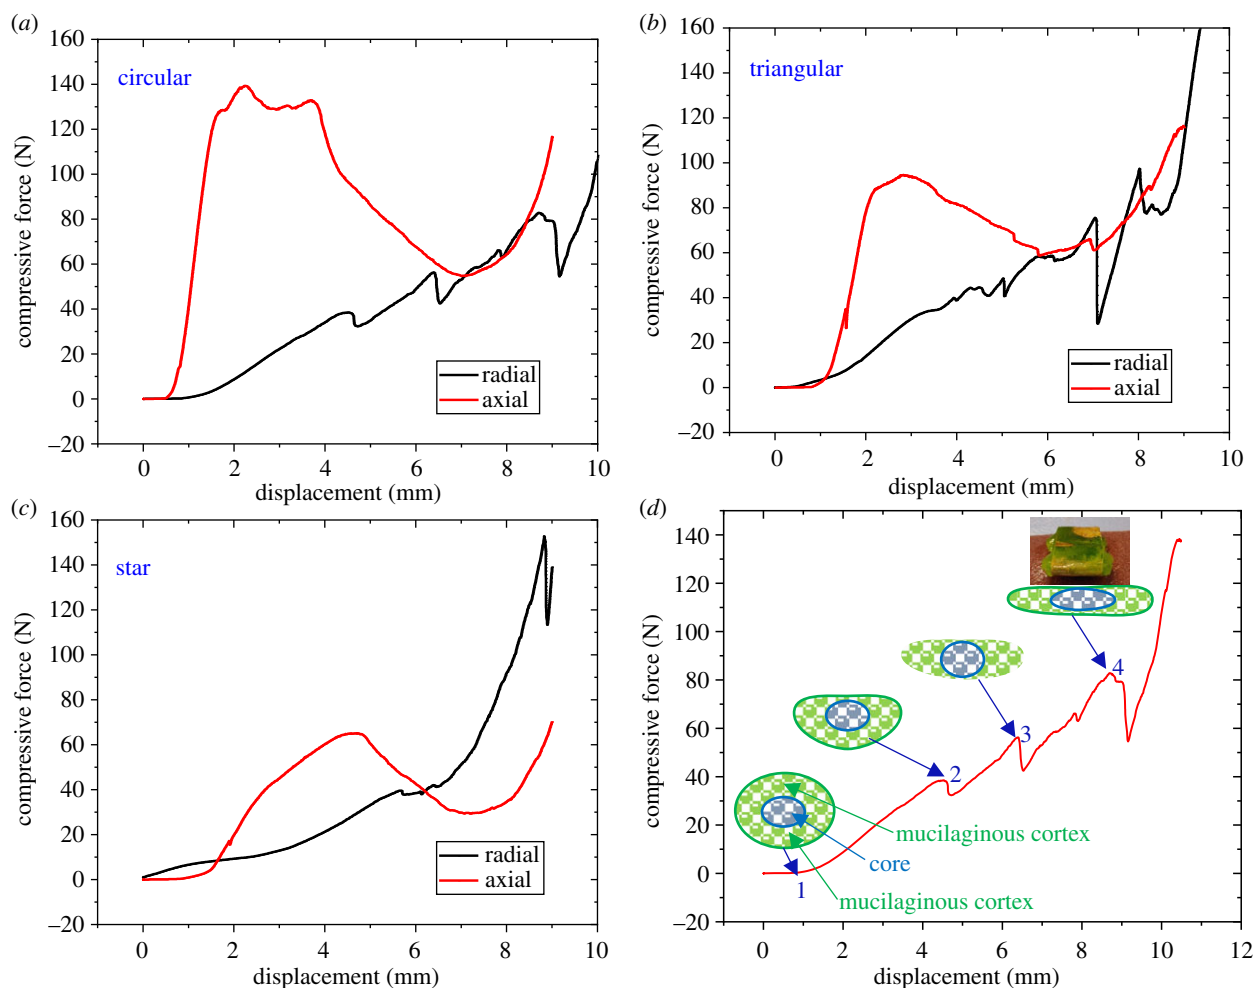 (a)
160
140
120
100
80
60
40
20
0
–20
compressive force (N)
circular
radial
axial
0 2 4 6 8 10
displacement (mm)
(b)
160
140
120
100
80
60
40
20
0
–20
compressive force (N)
triangular
radial
axial
0 2 4 6 8 10
displacement (mm)
(c)
160
140
120
100
80
60
40
20
0
–20
compressive force (N)
star
radial
axial
0 2 4 6 8 10
displacement (mm)
(d)
140
120
100
80
60
40
20
0
–20
compressive force (N)
4
3
2
mucilaginous cortex
core
1
mucilaginous cortex
0 2 4 6 8 10 12
displacement (mm)